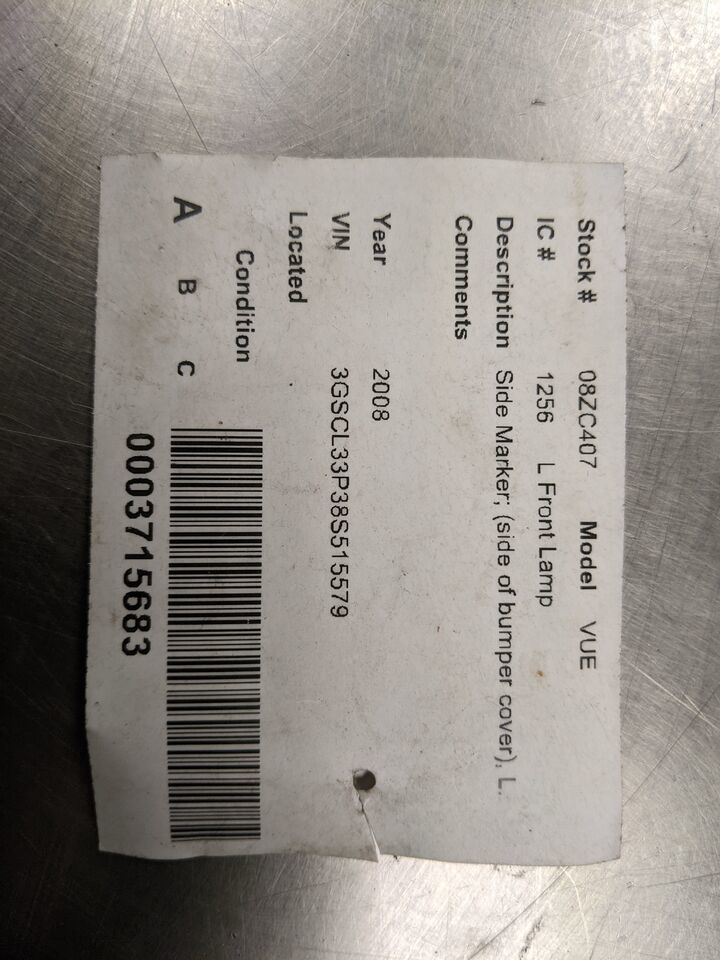 Stock # 08ZC407 Model VUE
IC # 1256 L Front Lamp
Description Side Marker; (side of bumper cover), L.
Comments
Year 2008
VIN 3GSCL33P38S515579
Located
Condition
A B C
0003715683